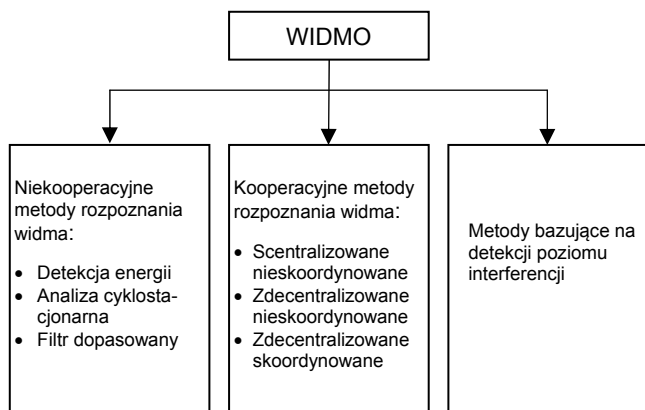 WIDMO
Niekooperacyjne
metody rozpoznania
widma:
• Detekcja energii
• Analiza cyklosta-
cjonarna
• Filtr dopasowany
Kooperacyjne metody
rozpoznania widma:
• Scentralizowane
nieskoordynowane
• Zdecentralizowane
nieskoordynowane
• Zdecentralizowane
skoordynowane
Metody bazujące na
detekcji poziomu
interferencji